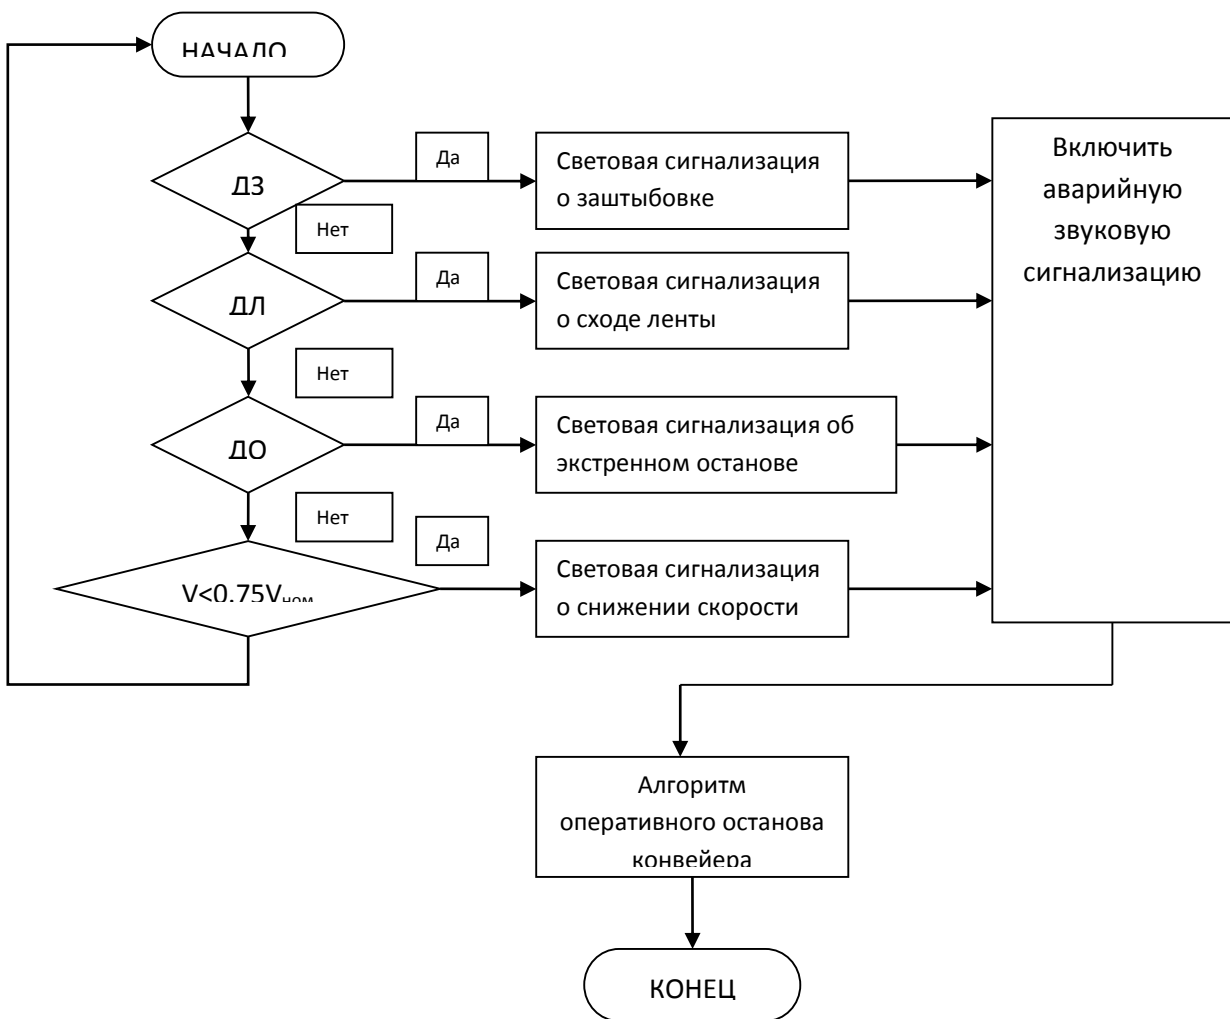 НАЧАЛО
ДЗ
Да
Световая сигнализация
о заштыбовке
Включить
аварийную
звуковую
сигнализацию
Нет
ДЛ
Да
Световая сигнализация
о сходе ленты
Нет
ДО
Да
Световая сигнализация об
экстренном останове
Нет
Да
V<0.75Vном
Световая сигнализация
о снижении скорости
Алгоритм
оперативного останова
конвейера
КОНЕЦ